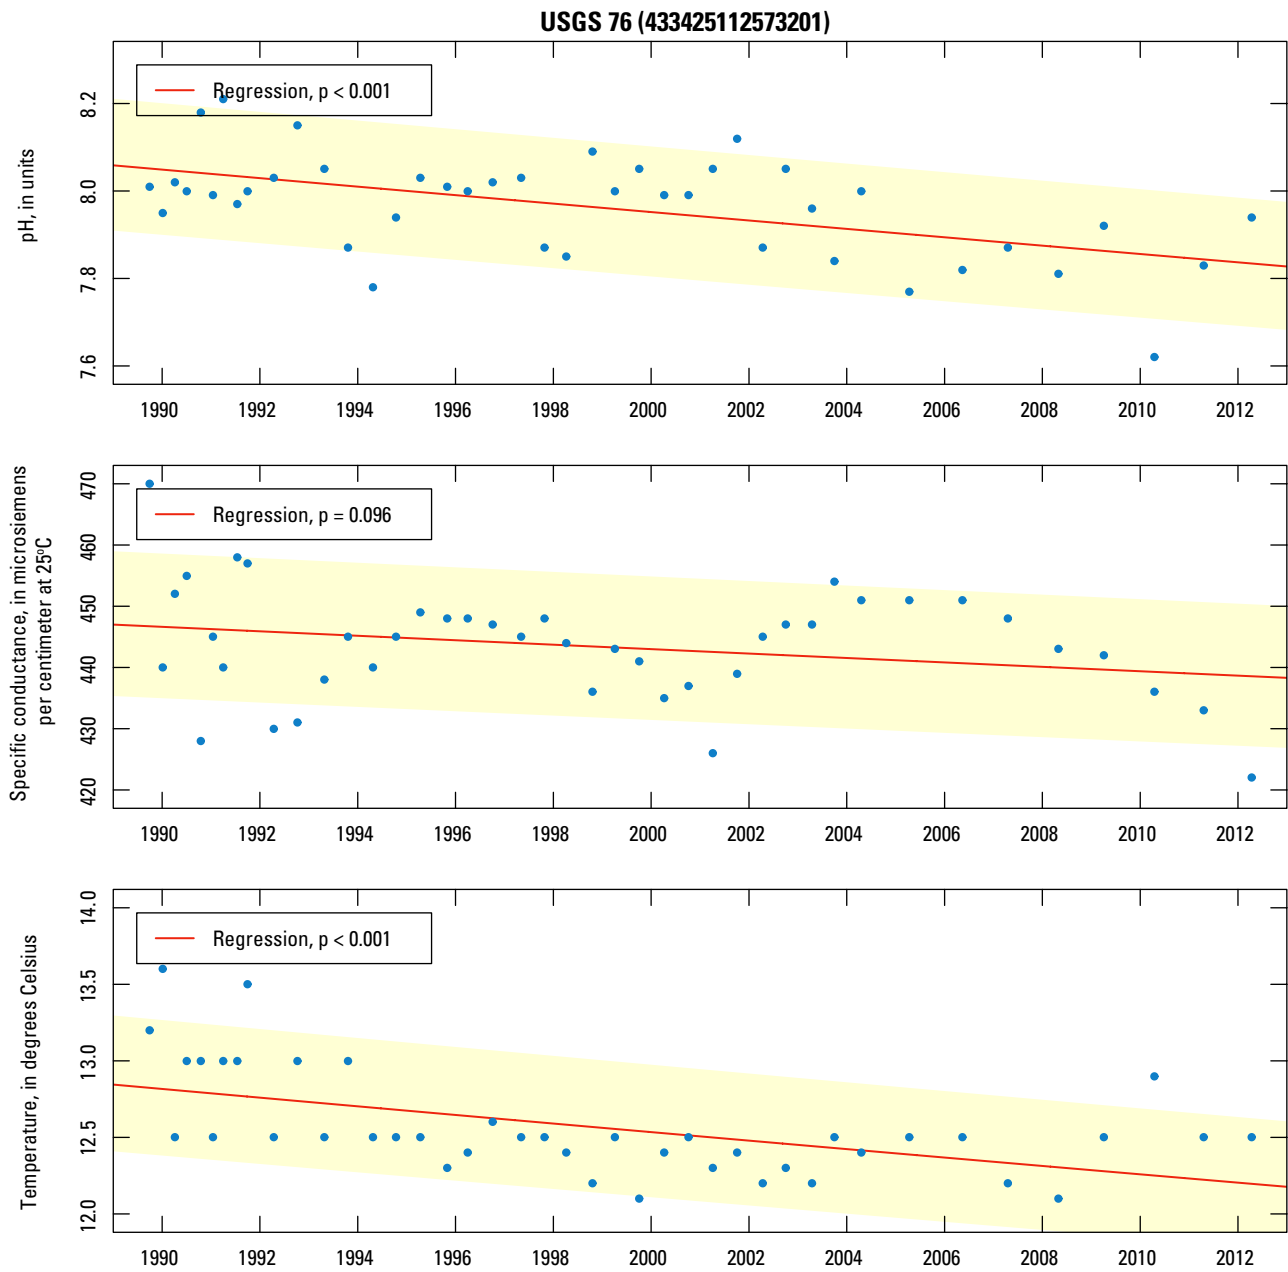 USGS 76 (433425112573201)
Regression, p < 0.001
pH, in units
8.2
8.0
7.8
7.6
1990 1992 1994 1996 1998 2000 2002 2004 2006 2008 2010 2012
Regression, p = 0.096
Specific conductance, in microsiemens
per centimeter at 25°C
470
460
450
440
430
420
1990 1992 1994 1996 1998 2000 2002 2004 2006 2008 2010 2012
Regression, p < 0.001
Temperature, in degrees Celsius
14.0
13.5
13.0
12.5
12.0
1990 1992 1994 1996 1998 2000 2002 2004 2006 2008 2010 2012